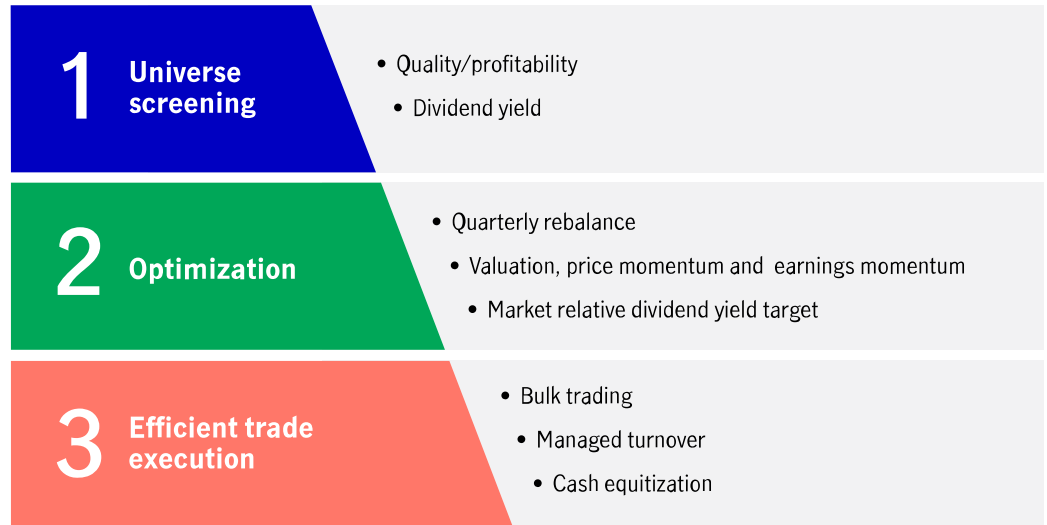 1
Universe
screening
• Quality/profitability
• Dividend yield
2
Optimization
• Quarterly rebalance
• Valuation, price momentum and  earnings momentum
• Market relative dividend yield target
3
Efficient trade
execution
• Bulk trading
• Managed turnover
• Cash equitization